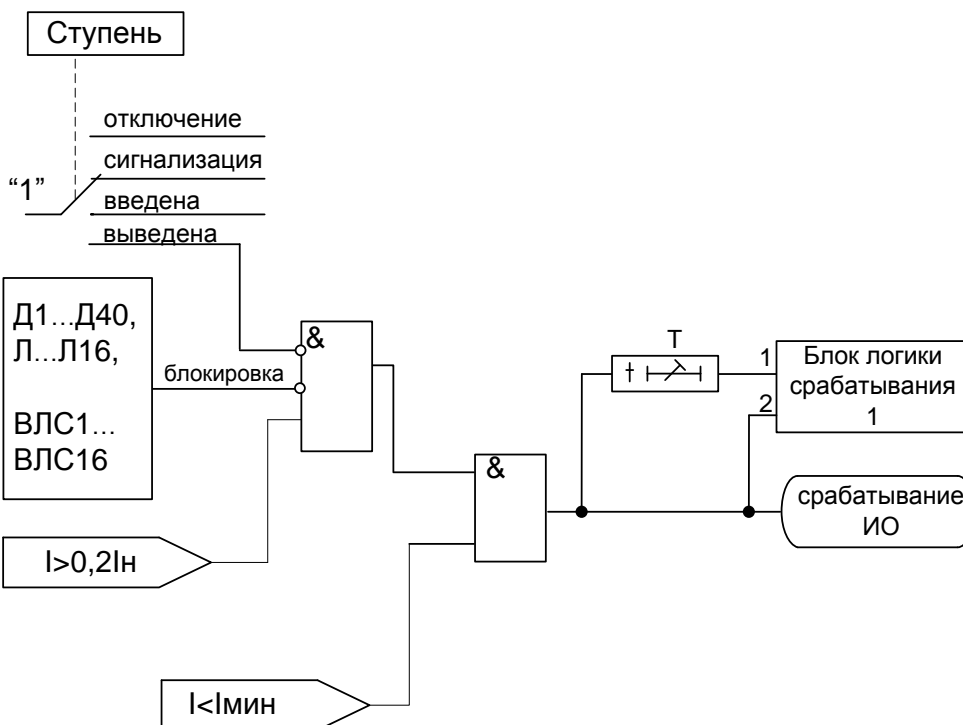 Ступень
отключение
сигнализация
“1”
введена
выведена
Д1...Д40,
Л...Л16,
ВЛС1...
ВЛС16
блокировка
&
I>0,2Iн
&
I<Iмин
T
1
2
Блок логики
срабатывания
1
срабатывание
ИО